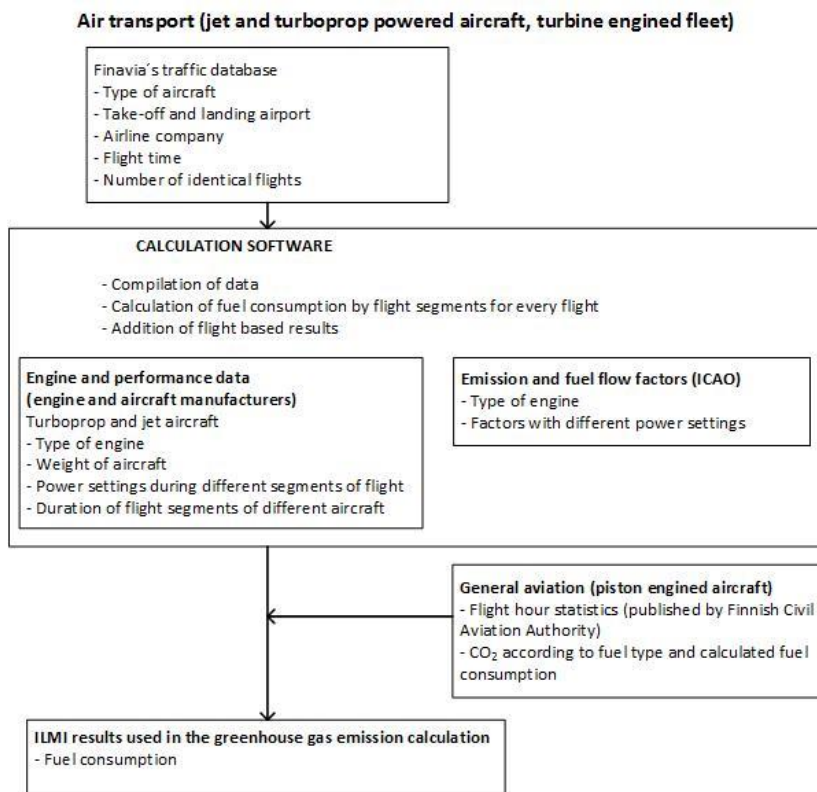 Air transport (jet and turboprop powered aircraft, turbine engined fleet)
Finavia´s traffic database
- Type of aircraft
- Take-off and landing airport
- Airline company
- Flight time
- Number of identical flights
CALCULATION SOFTWARE
- Compilation of data
- Calculation of fuel consumption by flight segments for every flight
- Addition of flight based results
Engine and performance data
(engine and aircraft manufacturers)
Turboprop and jet aircraft
- Type of engine
- Weight of aircraft
- Power settings during different segments of flight
- Duration of flight segments of different aircraft
Emission and fuel flow factors (ICAO)
- Type of engine
- Factors with different power settings
General aviation (piston engined aircraft)
- Flight hour statistics (published by Finnish Civil
Aviation Authority)
- CO₂ according to fuel type and calculated fuel
consumption
ILMI results used in the greenhouse gas emission calculation
- Fuel consumption